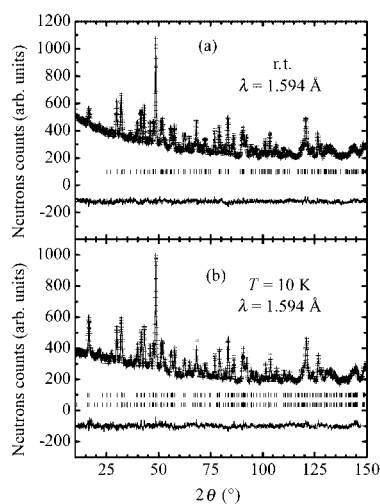 1200
1000
800
600
400
200
0
-200
Neutrons counts (arb. units)
(a)
r.t.
λ = 1.594 Å
1000
800
600
400
200
0
-200
Neutrons counts (arb. units)
(b)
T = 10 K
λ = 1.594 Å
25 50 75 100 125 150
2θ (°)